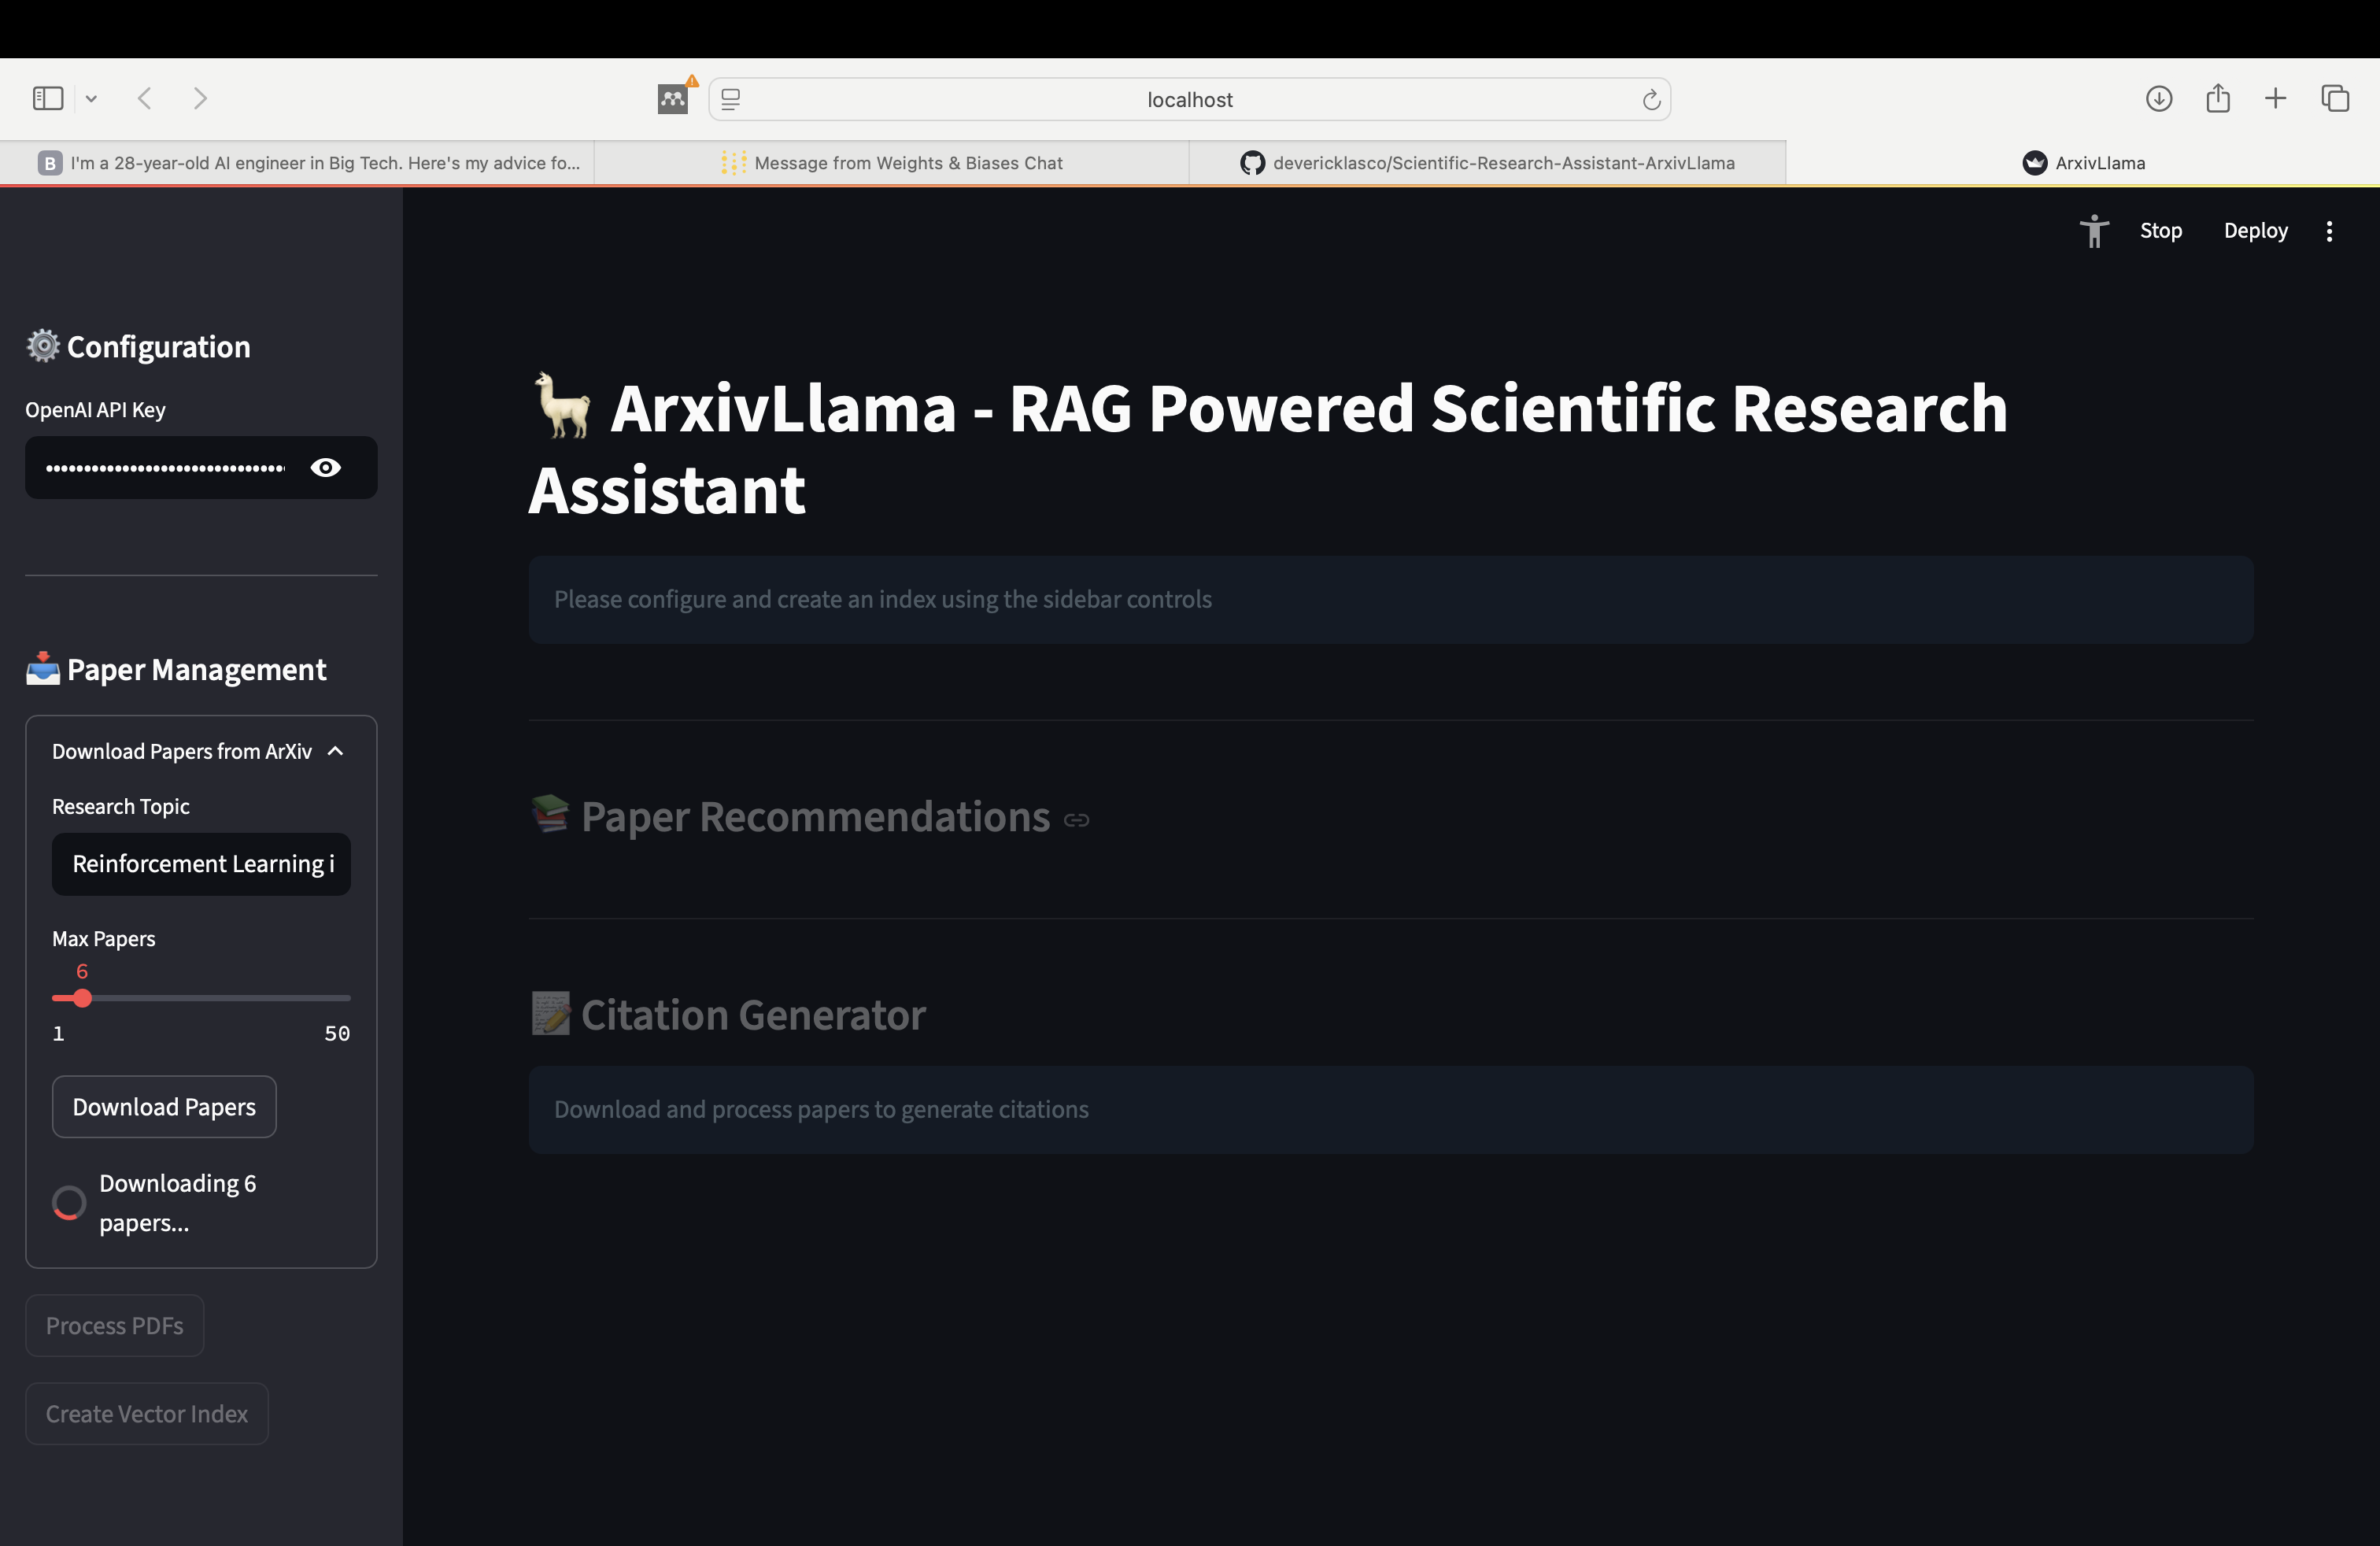 localhost
B I'm a 28-year-old AI engineer in Big Tech. Here's my advice fo...
Message from Weights & Biases Chat
devericklasco/Scientific-Research-Assistant-ArxivLlama
ArxivLlama
Stop
Deploy
Configuration
OpenAI API Key
Paper Management
Download Papers from ArXiv
Research Topic
Reinforcement Learning i
Max Papers
6
1 50
Download Papers
Downloading 6
papers...
Process PDFs
Create Vector Index
ArxivLlama - RAG Powered Scientific Research
Assistant
Please configure and create an index using the sidebar controls
Paper Recommendations
Citation Generator
Download and process papers to generate citations